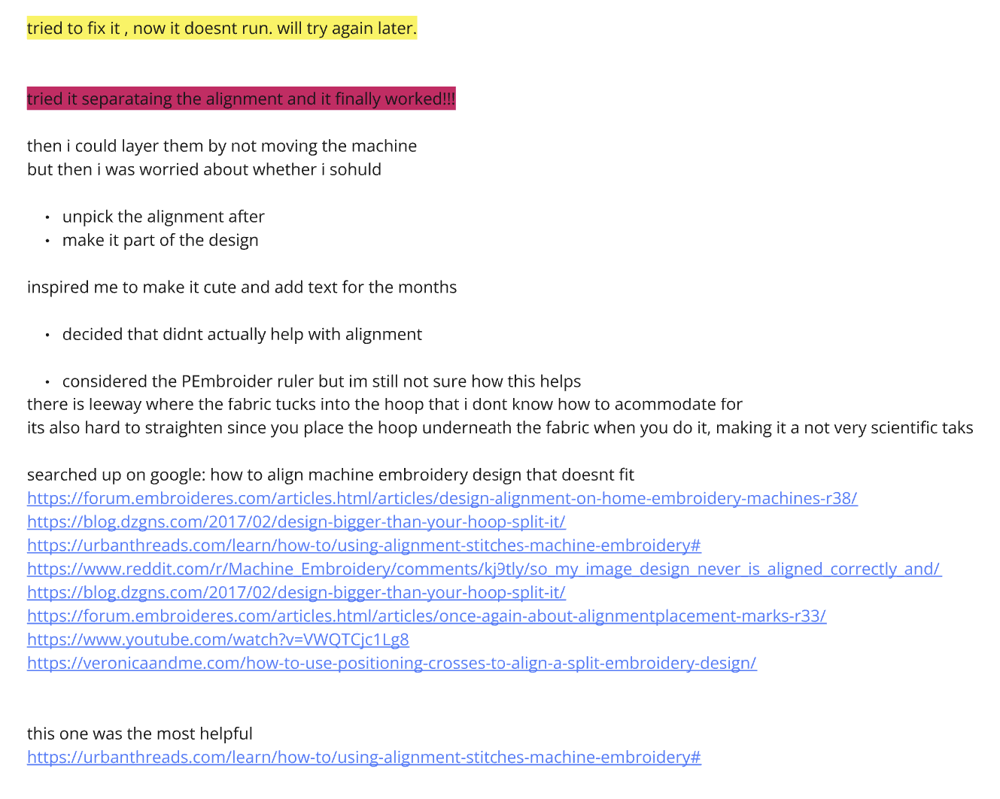 tried to fix it , now it doesnt run. will try again later.
tried it separataing the alignment and it finally worked!!!
then i could layer them by not moving the machine
but then i was worried about whether i sohuld
• unpick the alignment after
• make it part of the design
inspired me to make it cute and add text for the months
• decided that didnt actually help with alignment
• considered the PEmbroider ruler but im still not sure how this helps
there is leeway where the fabric tucks into the hoop that i dont know how to acommodate for
its also hard to straighten since you place the hoop underneath the fabric when you do it, making it a not very scientific taks
searched up on google: how to align machine embroidery design that doesnt fit
https://forum.embroideres.com/articles.html/articles/design-alignment-on-home-embroidery-machines-r38/
https://blog.dzgns.com/2017/02/design-bigger-than-your-hoop-split-it/
https://urbanthreads.com/learn/how-to/using-alignment-stitches-machine-embroidery#
https://www.reddit.com/r/Machine_Embroidery/comments/kj9tly/so_my_image_design_never_is_aligned_correctly_and/
https://blog.dzgns.com/2017/02/design-bigger-than-your-hoop-split-it/
https://forum.embroideres.com/articles.html/articles/once-again-about-alignmentplacement-marks-r33/
https://www.youtube.com/watch?v=VWQTCjc1Lg8
https://veronicaandme.com/how-to-use-positioning-crosses-to-align-a-split-embroidery-design/
this one was the most helpful
https://urbanthreads.com/learn/how-to/using-alignment-stitches-machine-embroidery#